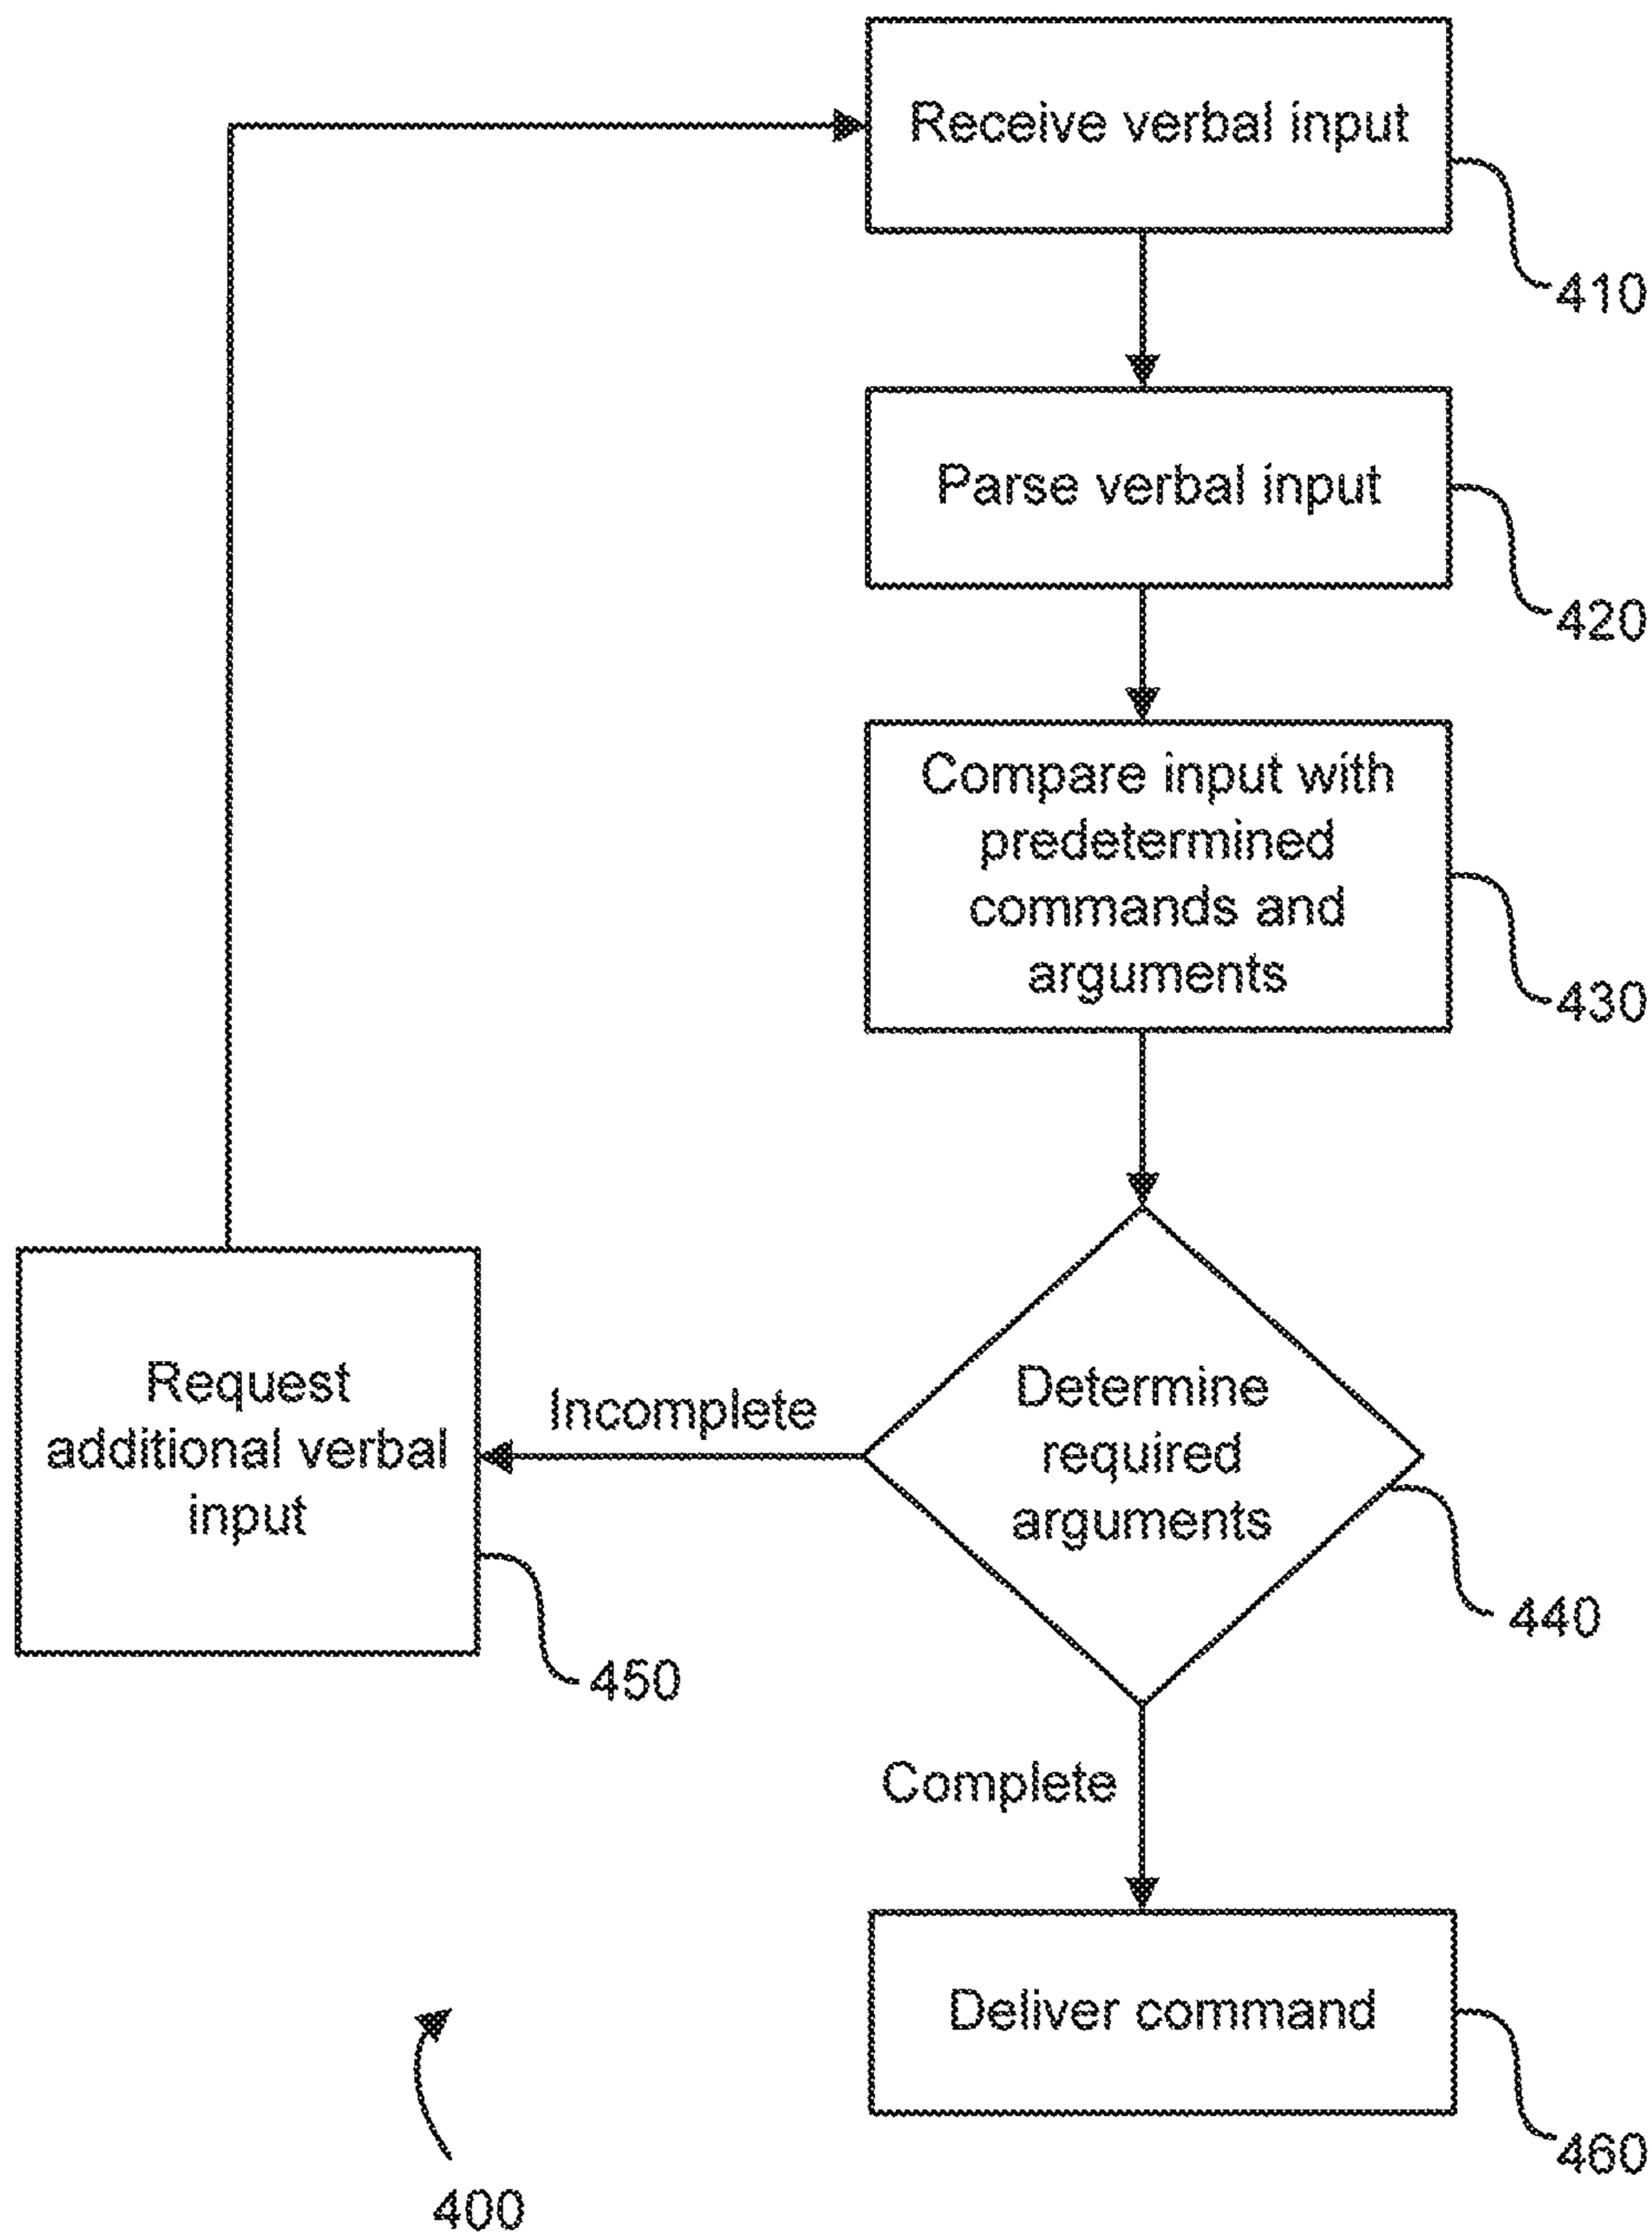 Receive verbal input
410
Parse verbal input
420
Compare input with
predetermined
commands and
arguments
430
Determine
required
arguments
440
Incomplete
Request
additional verbal
input
450
Complete
Deliver command
460
400